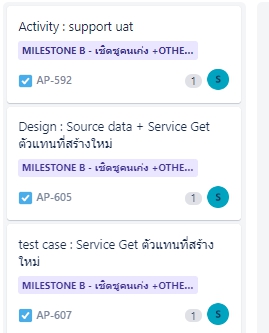 Activity : support uat
MILESTONE B - เชิดชูคนเก่ง +OTHE...
AP-592
1
S
Design : Source data + Service Get
ตัวแทนที่สร้างใหม่
MILESTONE B - เชิดชูคนเก่ง +OTHE...
AP-605
1
S
test case : Service Get ตัวแทนที่สร้าง
ใหม่
MILESTONE B - เชิดชูคนเก่ง +OTHE...
AP-607
1
S